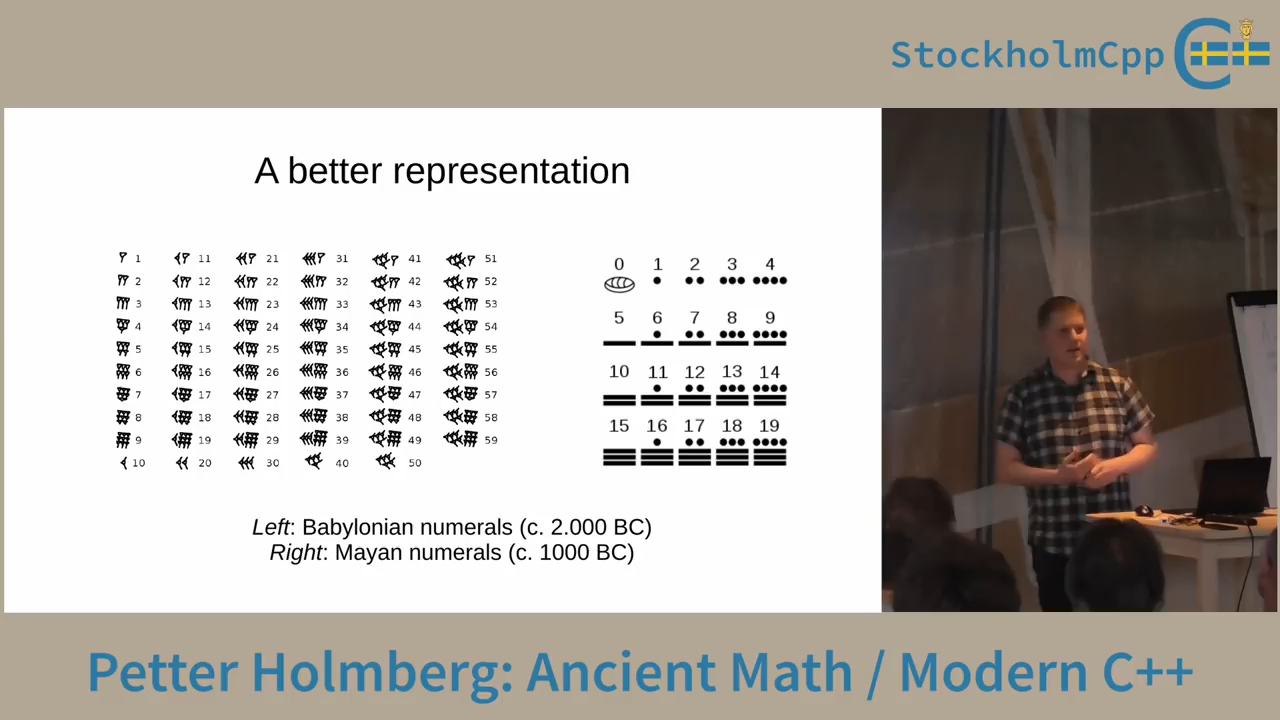 StockholmCpp
A better representation
1 11 21 31 41 51
2 12 22 32 42 52
3 13 23 33 43 53
4 14 24 34 44 54
5 15 25 35 45 55
6 16 26 36 46 56
7 17 27 37 47 57
8 18 28 38 48 58
9 19 29 39 49 59
10 20 30 40 50
0 1 2 3 4
5 6 7 8 9
10 11 12 13 14
15 16 17 18 19
Left: Babylonian numerals (c. 2.000 BC)
Right: Mayan numerals (c. 1000 BC)
Petter Holmberg: Ancient Math / Modern C++